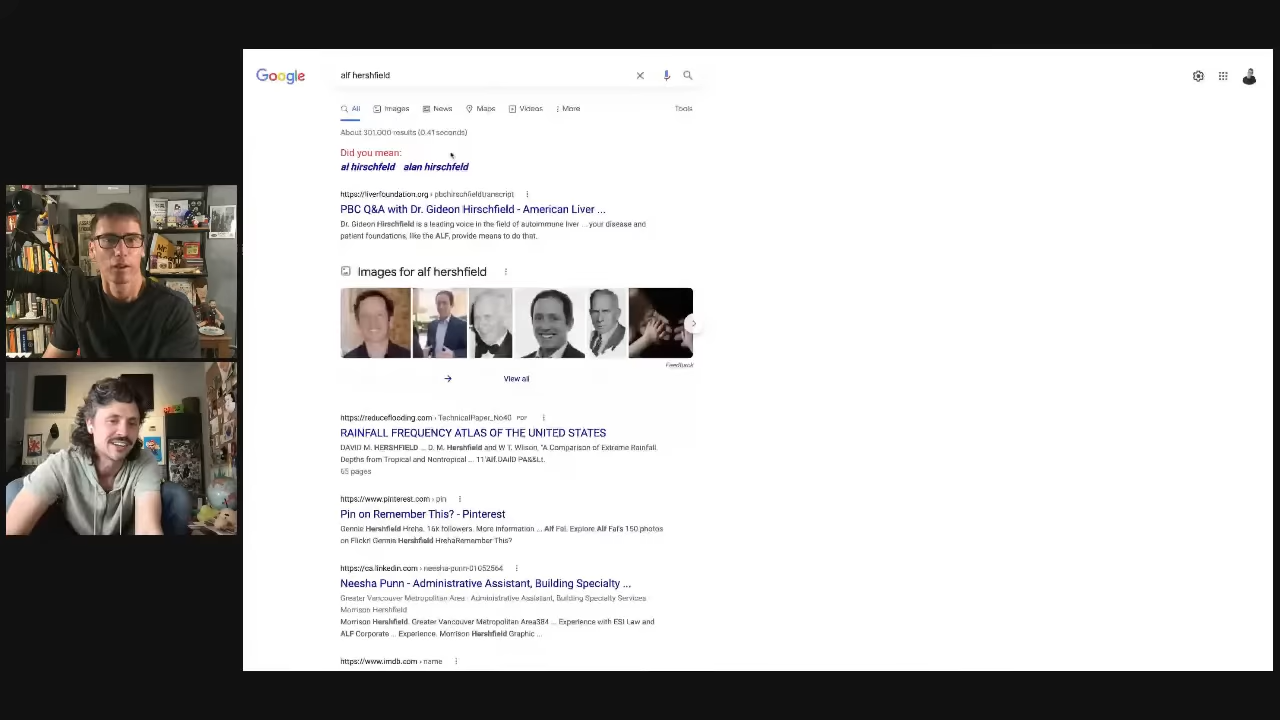 Google
alf hershfield
All Images News Maps Videos More Tools
About 301,000 results (0.41 seconds)
Did you mean:
al hirschfeld alan hirschfeld
https://liverfoundation.org › pbchirschfieldtranscript
PBC Q&A with Dr. Gideon Hirschfield - American Liver ...
Dr. Gideon Hirschfield is a leading voice in the field of autoimmune liver ... your disease and
patient foundations, like the ALF, provide means to do that.
Images for alf hershfield
Feedback
View all
https://reduceflooding.com › TechnicalPaper_No40 PDF
RAINFALL FREQUENCY ATLAS OF THE UNITED STATES
DAVID M. HERSHFIELD ... D. M. Hershfield and W T. Wilson, "A Comparison of Extreme Rainfall.
Depths from Tropical and Nontropical ... 11'Alf.DAilD PA&&Lt.
65 pages
https://www.pinterest.com › pin
Pin on Remember This? - Pinterest
Gennie Hershfield Hreha. 16k followers. More information ... Alf Fal. Explore Alf Fal's 150 photos
on Flickr! Gennie Hershfield HrehaRemember This?
https://ca.linkedin.com › neesha-punn-01052564
Neesha Punn - Administrative Assistant, Building Specialty ...
Greater Vancouver Metropolitan Area · Administrative Assistant, Building Specialty Services ·
Morrison Hershfield
Morrison Hershfield. Greater Vancouver Metropolitan Area384 ... Experience with ESI Law and
ALF Corporate ... Experience. Morrison Hershfield Graphic ...
https://www.imdb.com › name